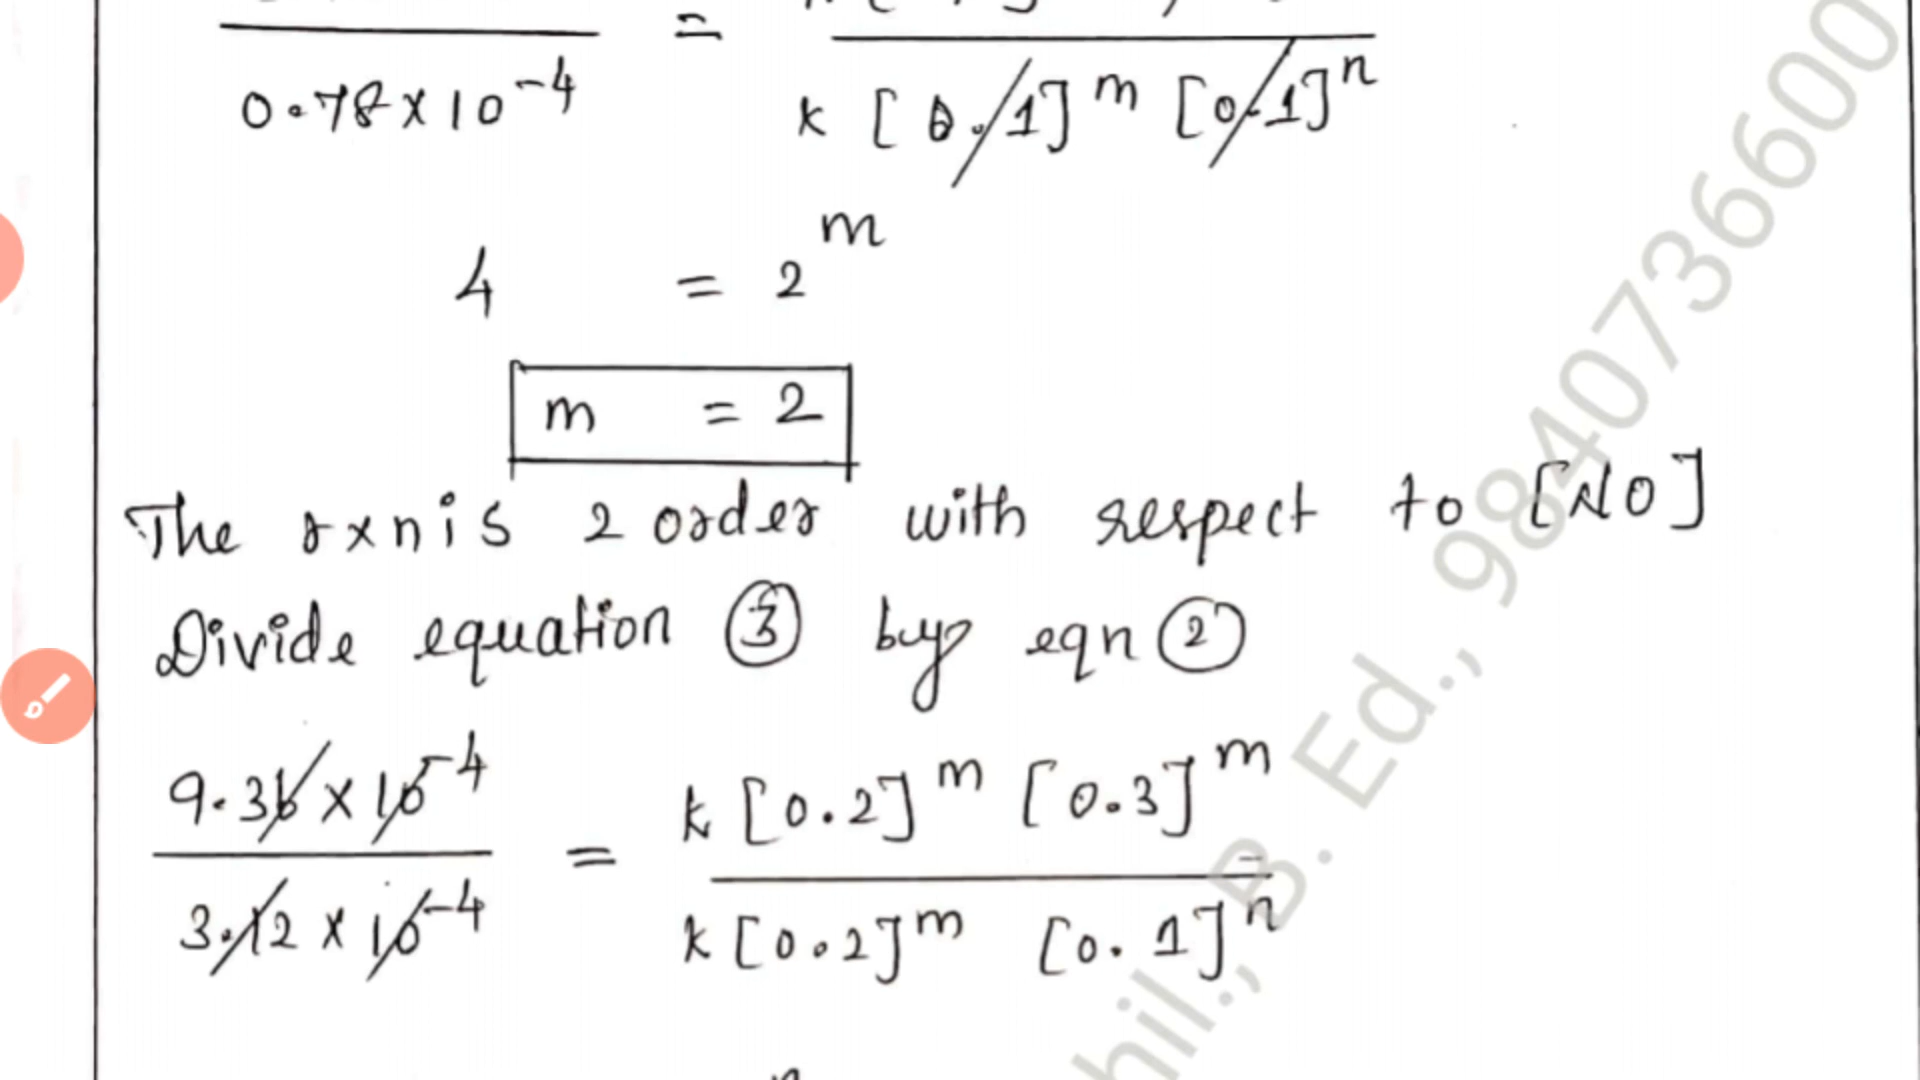 =
0.78×10⁻⁴ k [0.1]ᵐ [0.1]ⁿ
4 = 2ᵐ
m = 2
The rxn is 2 order with respect to [NO]
Divide equation ③ by eqn ②
9.36 × 10⁻⁴ k [0.2]ᵐ [0.3]ᵐ
=
3.12 × 10⁻⁴ k [0.2]ᵐ [0.1]ⁿ
n
hil., B. Ed., 9840736600